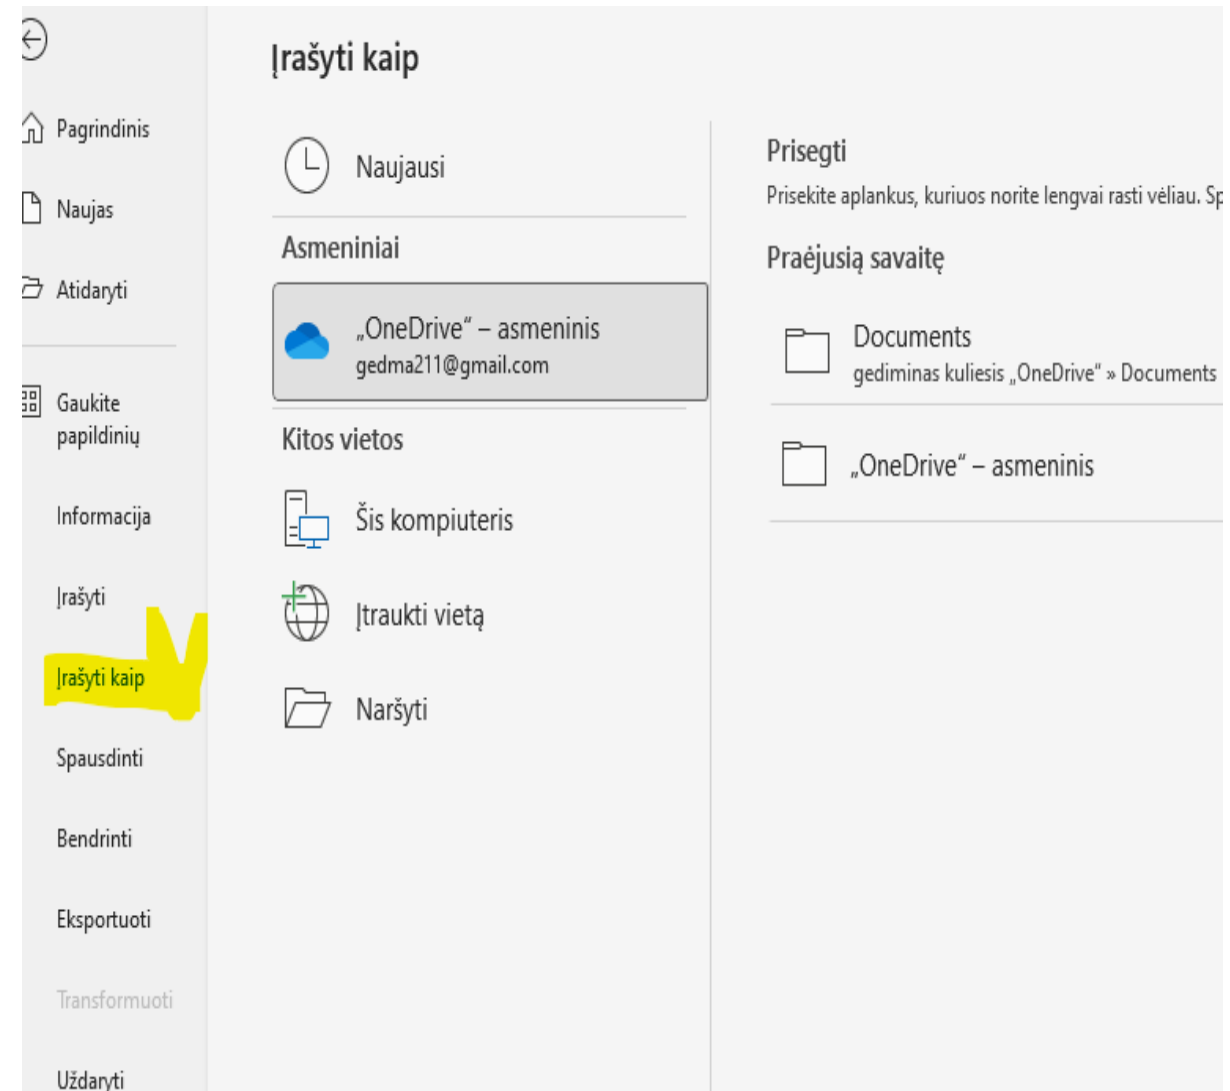 Įrašyti kaip
Pagrindinis
Naujas
Atidaryti
Gaukite
papildinių
Informacija
Įrašyti
Įrašyti kaip
Spausdinti
Bendrinti
Eksportuoti
Transformuoti
Uždaryti
Naujausi
Asmeniniai
„OneDrive“ – asmeninis
gedma211@gmail.com
Kitos vietos
Šis kompiuteris
Įtraukti vietą
Naršyti
Prisegti
Prisekite aplankus, kuriuos norite lengvai rasti vėliau. Sp
Praėjusią savaitę
Documents
gediminas kuliesis „OneDrive“ » Documents
„OneDrive“ – asmeninis